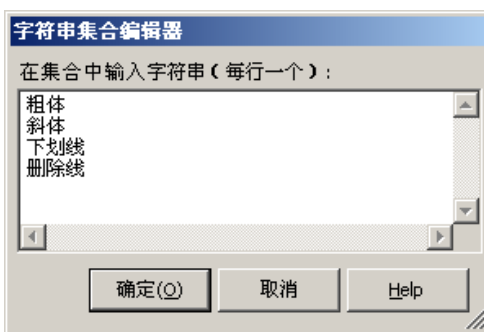 字符串集合编辑器
在集合中输入字符串(每行一个):
粗体
斜体
下划线
删除线
确定(O) 取消 Help